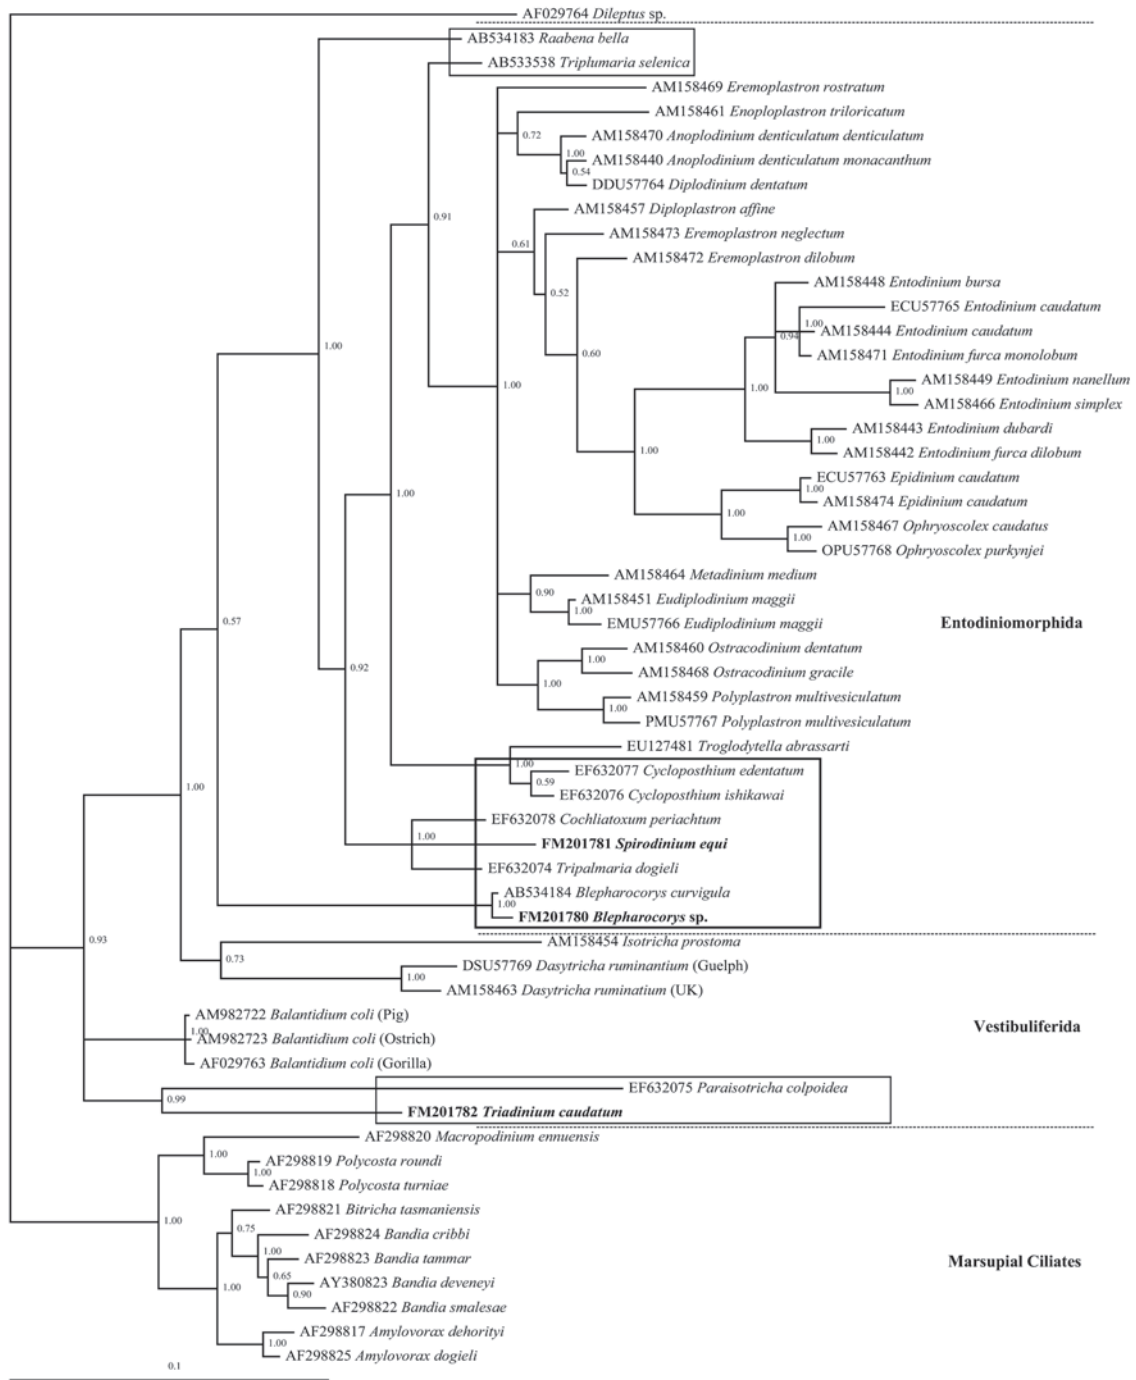 AF029764 Dileptus sp.
AB534183 Raabena bella
AB533538 Triplumaria selenica
AM158469 Eremoplastron rostratum
AM158461 Enoploplastron triloricatum
0.72
AM158470 Anoplodinium denticulatum denticulatum
1.00
AM158440 Anoplodinium denticulatum monacanthum
0.54
DDU57764 Diplodinium dentatum
AM158457 Diploplastron affine
0.91
AM158473 Eremoplastron neglectum
0.61
AM158472 Eremoplastron dilobum
AM158448 Entodinium bursa
0.52
ECU57765 Entodinium caudatum
1.00
AM158444 Entodinium caudatum
0.94
AM158471 Entodinium furca monolobum
1.00
0.60
AM158449 Entodinium nanellum
1.00
1.00
1.00
AM158466 Entodinium simplex
AM158443 Entodinium dubardi
1.00
AM158442 Entodinium furca dilobum
1.00
ECU57763 Epidinium caudatum
1.00
1.00
AM158474 Epidinium caudatum
1.00
AM158467 Ophryoscolex caudatus
1.00
OPU57768 Ophryoscolex purkynjei
AM158464 Metadinium medium
0.90
AM158451 Eudiplodinium maggii
1.00
0.57
EMU57766 Eudiplodinium maggii
Entodiniomorphida
AM158460 Ostracodinium dentatum
1.00
0.92
AM158468 Ostracodinium gracile
1.00
AM158459 Polyplastron multivesiculatum
1.00
PMU57767 Polyplastron multivesiculatum
EU127481 Troglodytella abrassarti
1.00
EF632077 Cycloposthium edentatum
0.59
1.00
EF632076 Cycloposthium ishikawai
EF632078 Cochliatoxum periachtum
1.00
FM201781 Spirodinium equi
EF632074 Tripalmaria dogieli
AB534184 Blepharocorys curvigula
1.00
FM201780 Blepharocorys sp.
AM158454 Isotricha prostoma
0.93
0.73
DSU57769 Dasytricha ruminantium (Guelph)
1.00
AM158463 Dasytricha ruminatium (UK)
AM982722 Balantidium coli (Pig)
Vestibuliferida
1.00
AM982723 Balantidium coli (Ostrich)
AF029763 Balantidium coli (Gorilla)
EF632075 Paraisotricha colpoidea
0.99
FM201782 Triadinium caudatum
AF298820 Macropodinium ennuensis
1.00
AF298819 Polycosta roundi
1.00
AF298818 Polycosta turniae
AF298821 Bitricha tasmaniensis
1.00
0.75
AF298824 Bandia cribbi
1.00
AF298823 Bandia tammar
Marsupial Ciliates
0.65
AY380823 Bandia deveneyi
1.00
0.90
AF298822 Bandia smalesae
AF298817 Amylovorax dehorityi
1.00
AF298825 Amylovorax dogieli
0.1